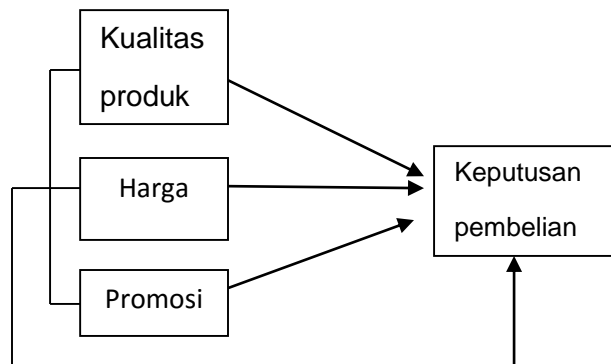 Kualitas
produk
Harga
Promosi
Keputusan
pembelian